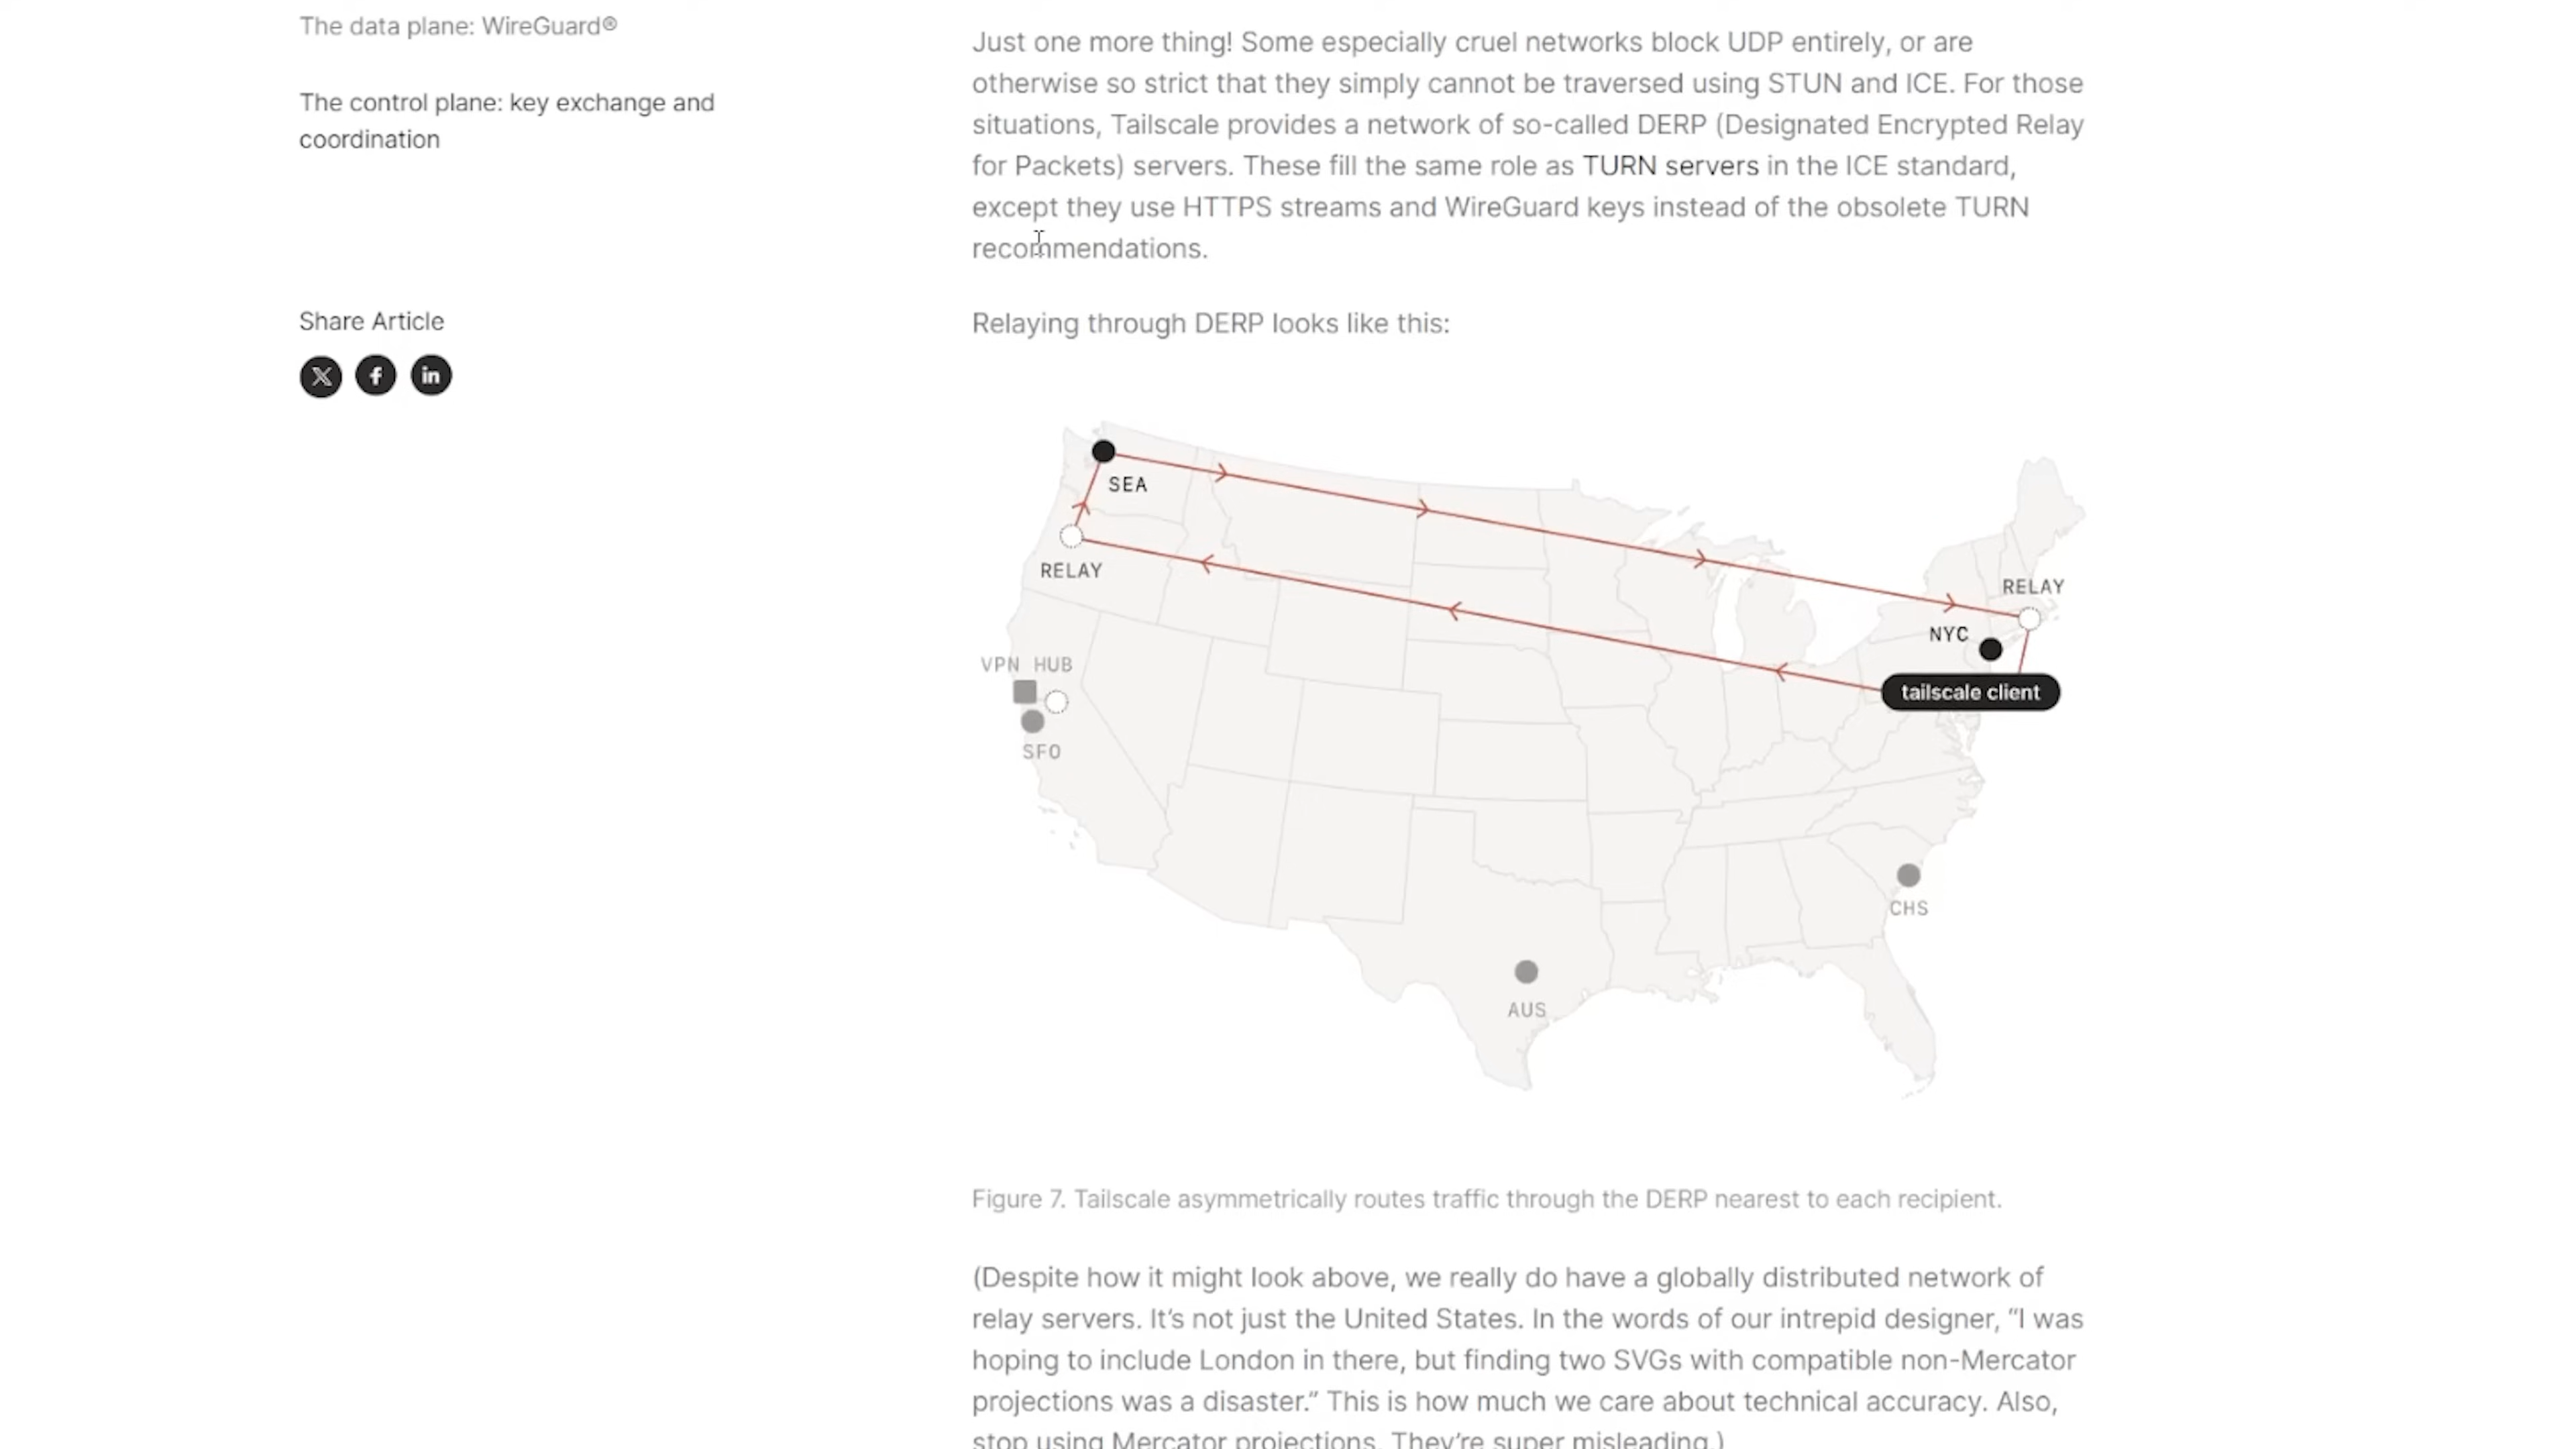 The data plane: WireGuard®
The control plane: key exchange and
coordination
Share Article
Just one more thing! Some especially cruel networks block UDP entirely, or are
otherwise so strict that they simply cannot be traversed using STUN and ICE. For those
situations, Tailscale provides a network of so-called DERP (Designated Encrypted Relay
for Packets) servers. These fill the same role as TURN servers in the ICE standard,
except they use HTTPS streams and WireGuard keys instead of the obsolete TURN
recommendations.
Relaying through DERP looks like this:
SEA
RELAY
RELAY
NYC
tailscale client
VPN HUB
SFO
CHS
AUS
Figure 7. Tailscale asymmetrically routes traffic through the DERP nearest to each recipient.
(Despite how it might look above, we really do have a globally distributed network of
relay servers. It’s not just the United States. In the words of our intrepid designer, “I was
hoping to include London in there, but finding two SVGs with compatible non-Mercator
projections was a disaster.” This is how much we care about technical accuracy. Also,
stop using Mercator projections. They’re super misleading.)